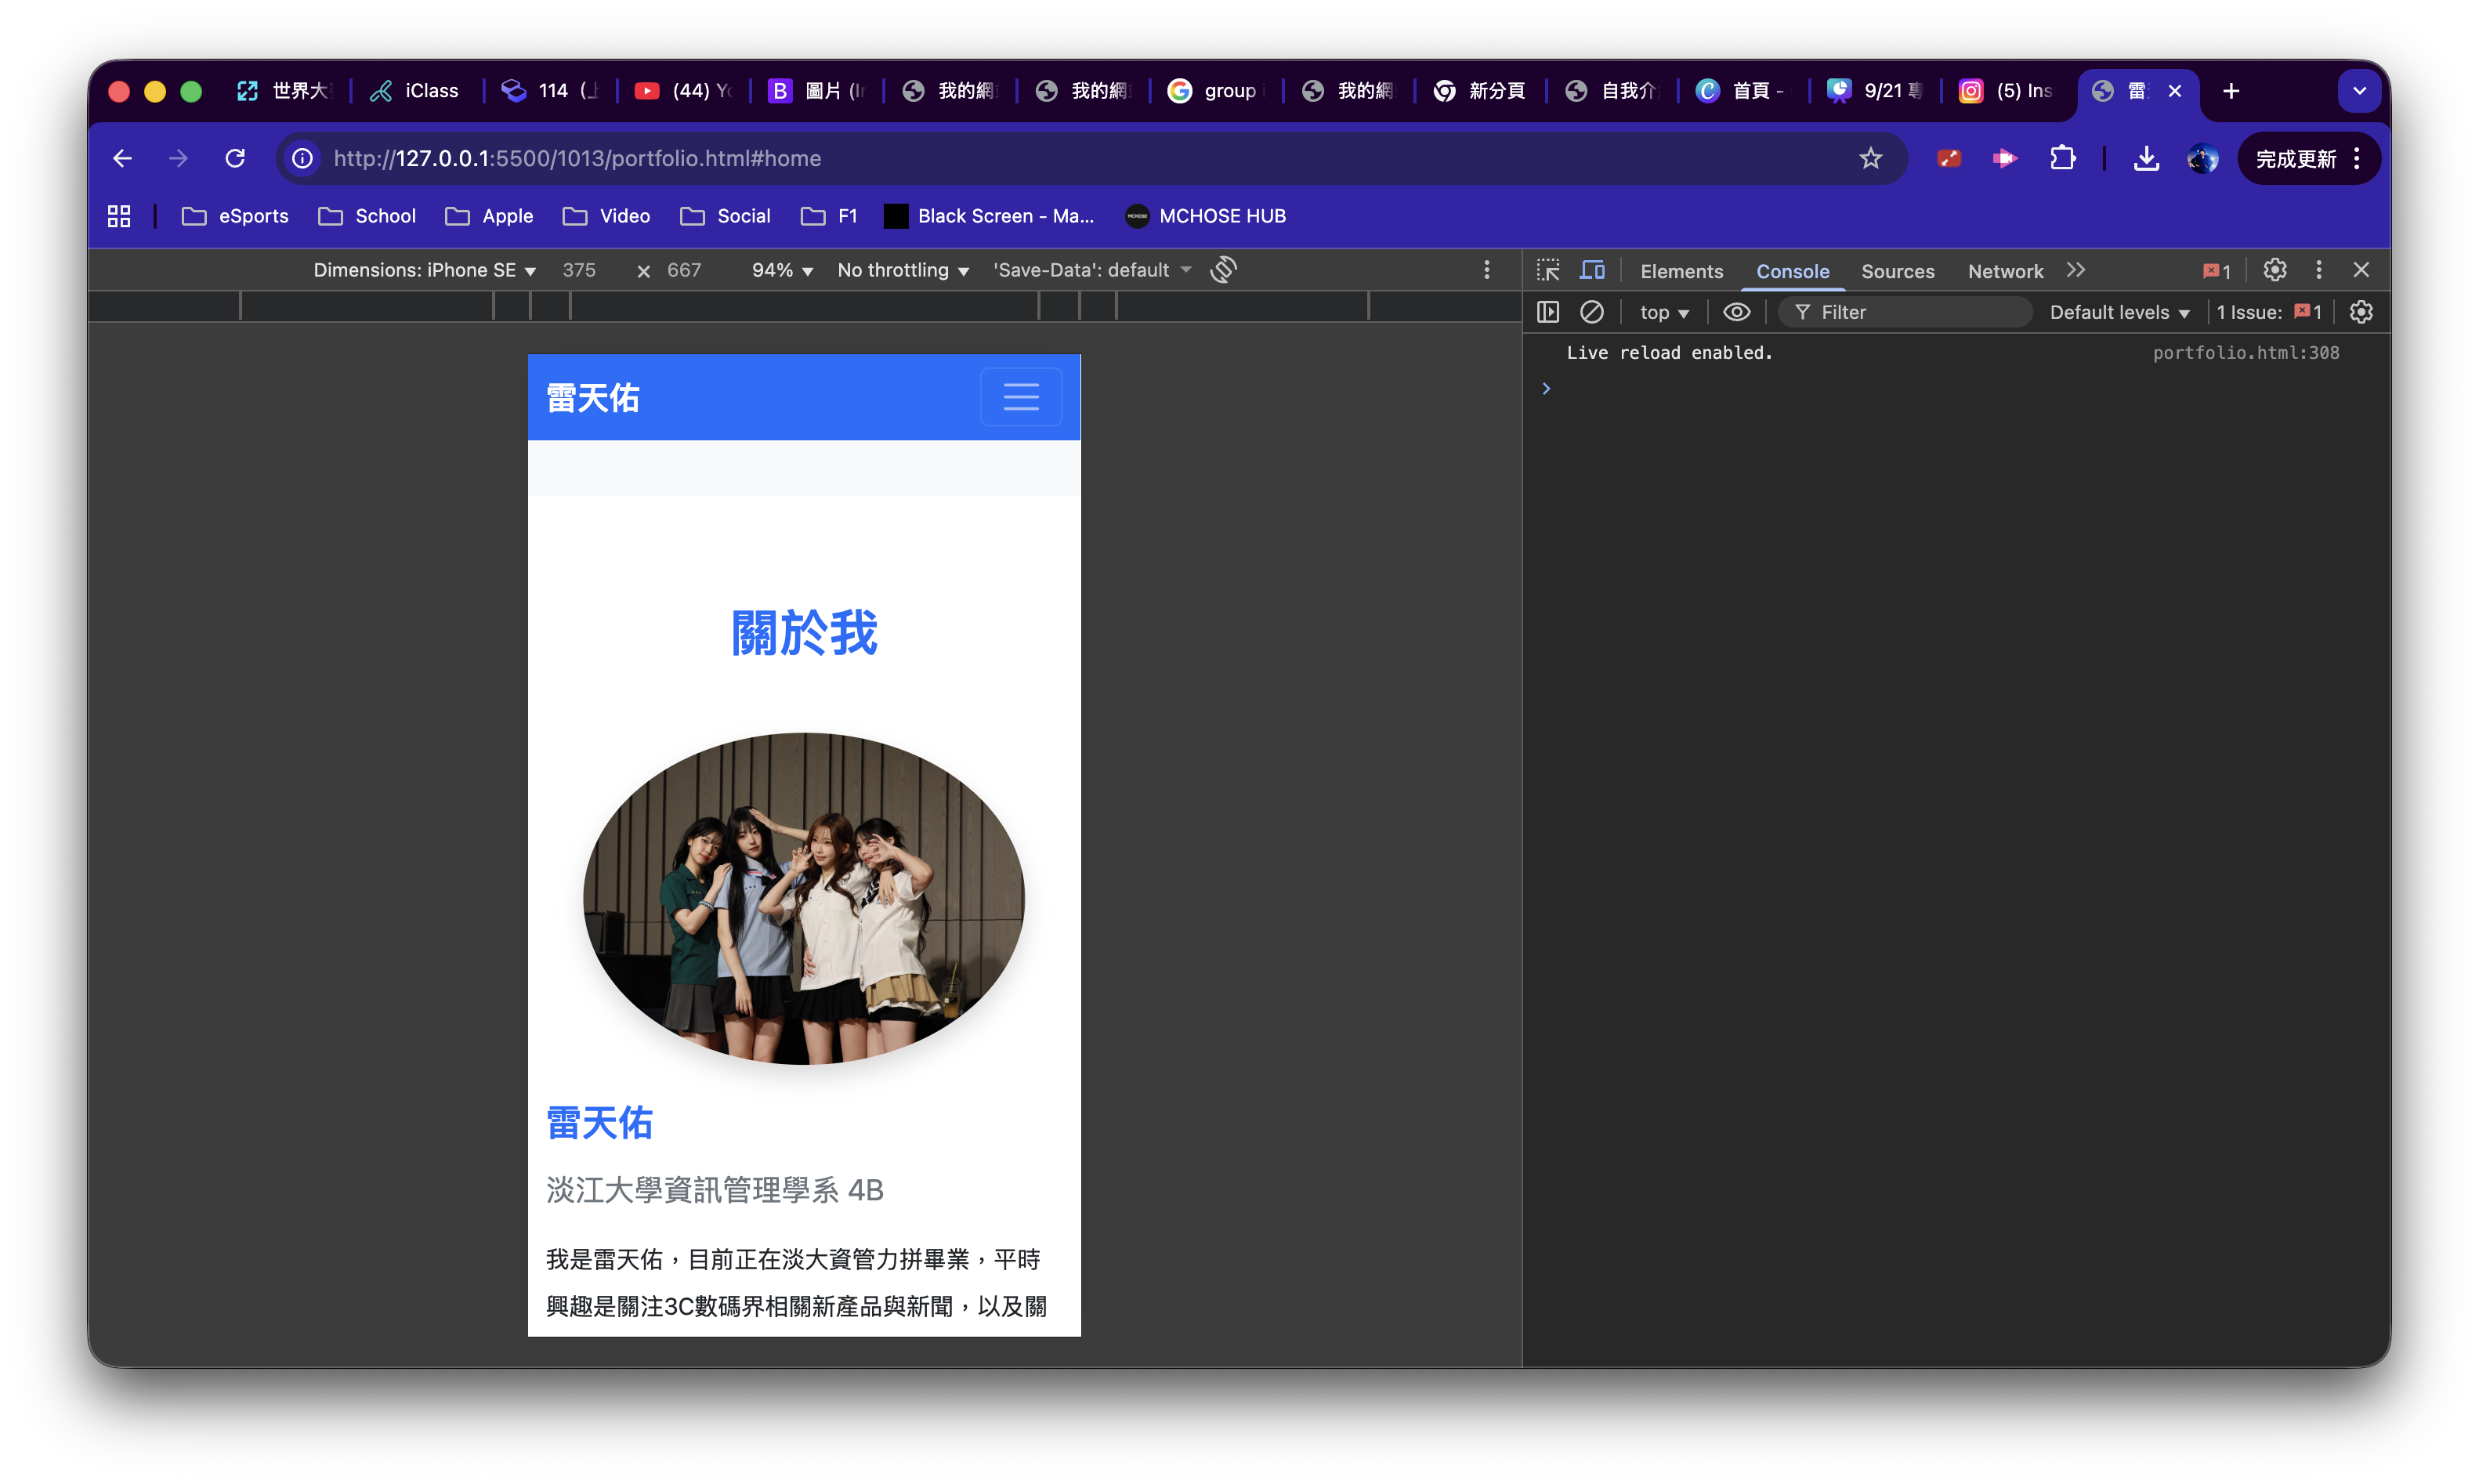 世界大
iClass
114 (上
(44) Yo
圖片 (In
我的網
我的網
group i
我的網
新分頁
自我介
首頁 -
9/21 專
(5) Ins
雷
http://127.0.0.1:5500/1013/portfolio.html#home
完成更新
eSports
School
Apple
Video
Social
F1
Black Screen - Ma...
MCHOSE HUB
Dimensions: iPhone SE 375 × 667 94% No throttling 'Save-Data': default
Elements Console Sources Network 1
top Filter Default levels 1 Issue: 1
Live reload enabled. portfolio.html:308
雷天佑
關於我
雷天佑
淡江大學資訊管理學系 4B
我是雷天佑，目前正在淡大資管力拼畢業，平時
興趣是關注3C數碼界相關新產品與新聞，以及關